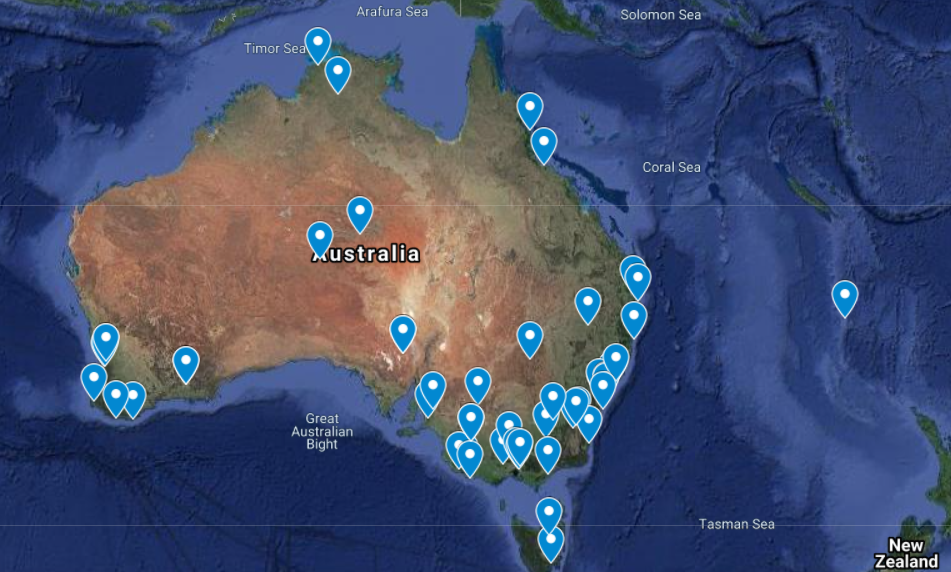 Arafura Sea
Solomon Sea
Timor Sea
Coral Sea
Australia
Great
Australian
Bight
Tasman Sea
New
Zealand